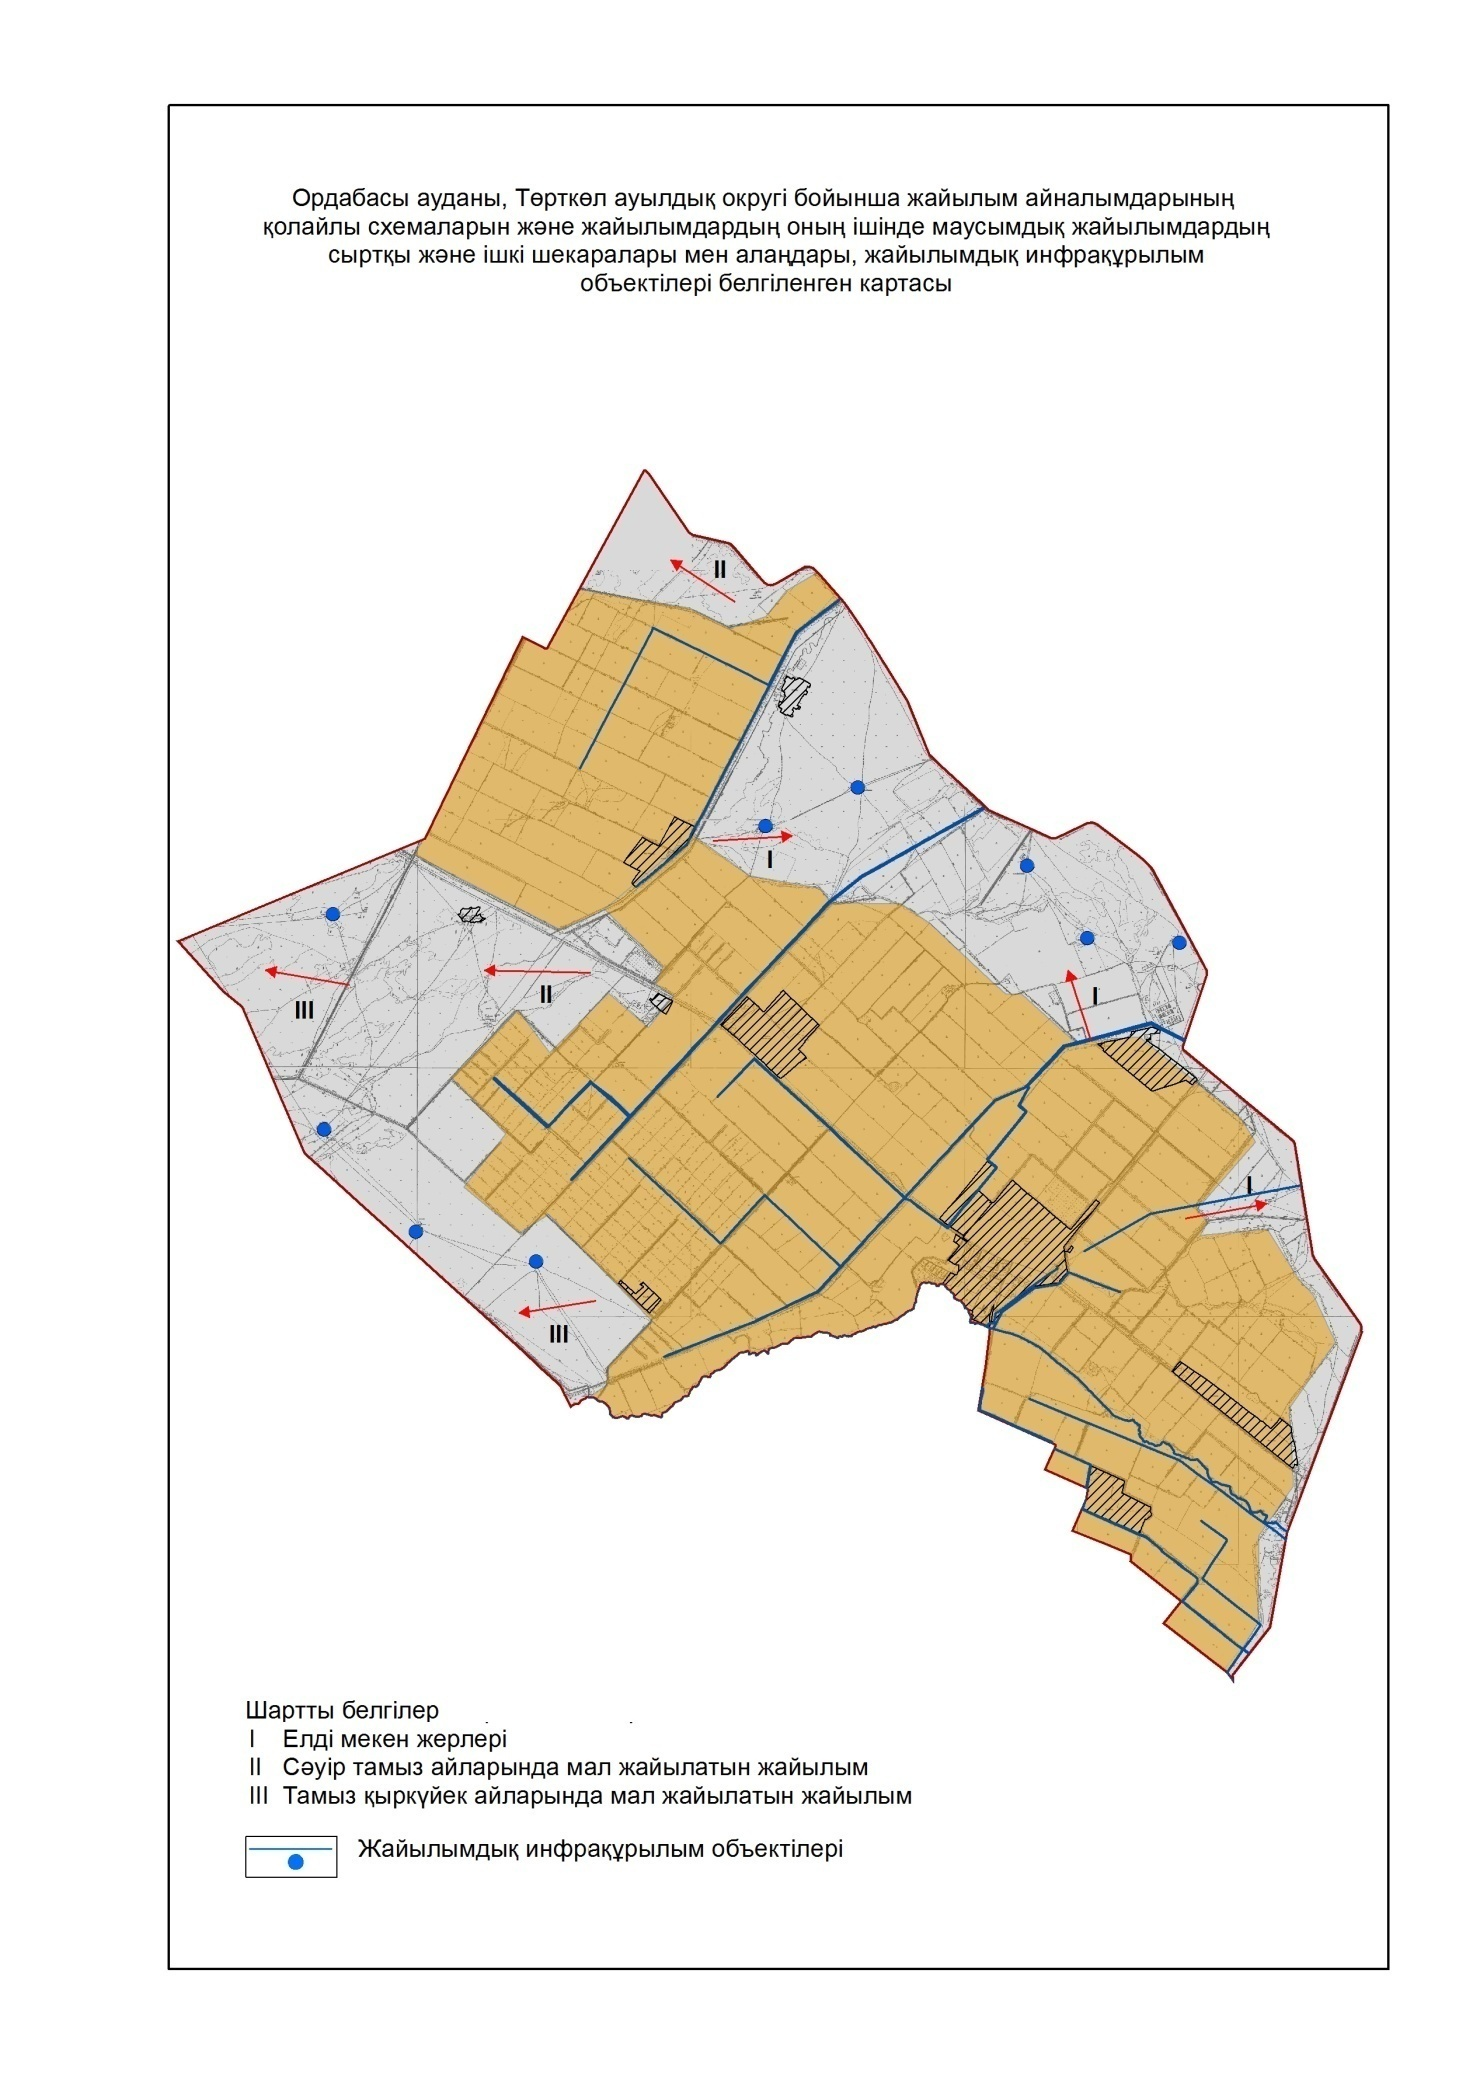 Ордабасы ауданы, Төрткөл ауылдық округі бойынша жайылым айналымдарының
қолайлы схемаларын және жайылымдардың оның ішінде маусымдық жайылымдардың
сыртқы және ішкі шекаралары мен алаңдары, жайылымдық инфрақұрылым
объектілері белгіленген картасы
II
I
III
II
I
I
III
Шартты белгілер
I Елді мекен жерлері
II Сәуір тамыз айларында мал жайылатын жайылым
III Тамыз қыркүйек айларында мал жайылатын жайылым
Жайылымдық инфрақұрылым объектілері